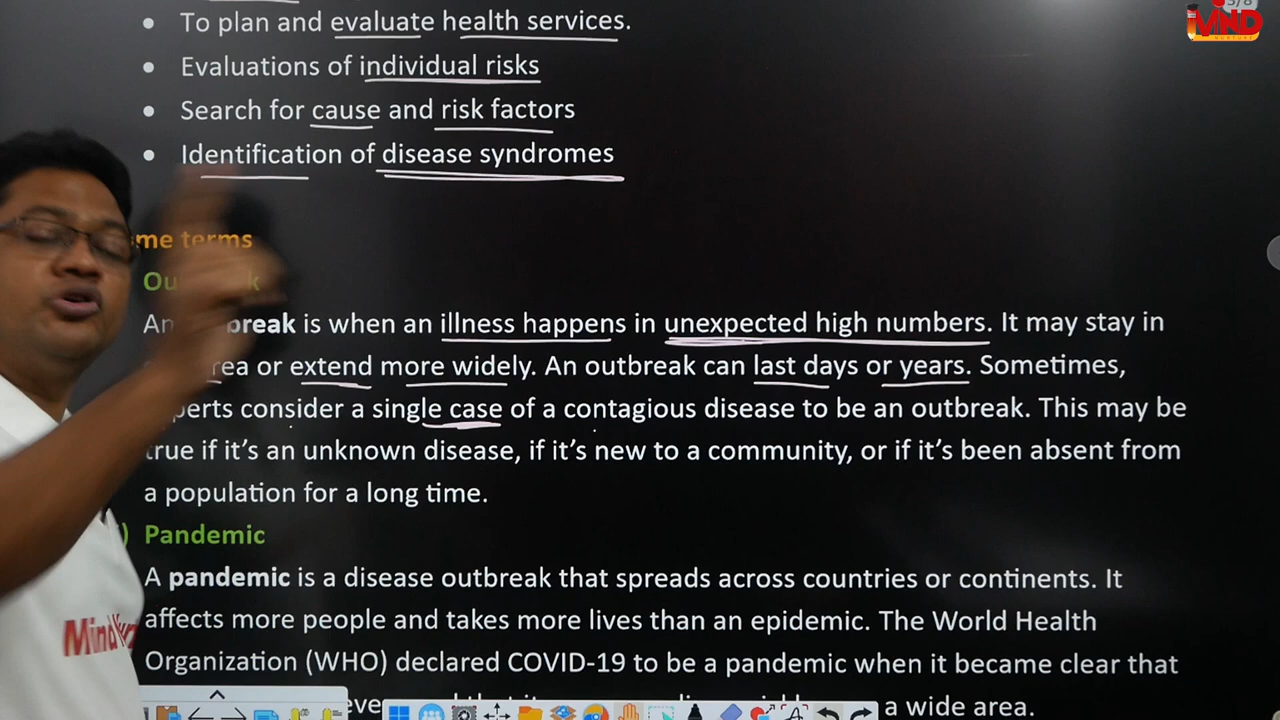 3/8
MND
NURTURE
• To plan and evaluate health services.
• Evaluations of individual risks
• Search for cause and risk factors
• Identification of disease syndromes
me terms
Ou k
An break is when an illness happens in unexpected high numbers. It may stay in
rea or extend more widely. An outbreak can last days or years. Sometimes,
perts consider a single case of a contagious disease to be an outbreak. This may be
true if it’s an unknown disease, if it’s new to a community, or if it’s been absent from
a population for a long time.
) Pandemic
A pandemic is a disease outbreak that spreads across countries or continents. It
affects more people and takes more lives than an epidemic. The World Health
Organization (WHO) declared COVID-19 to be a pandemic when it became clear that
a wide area.
Mind